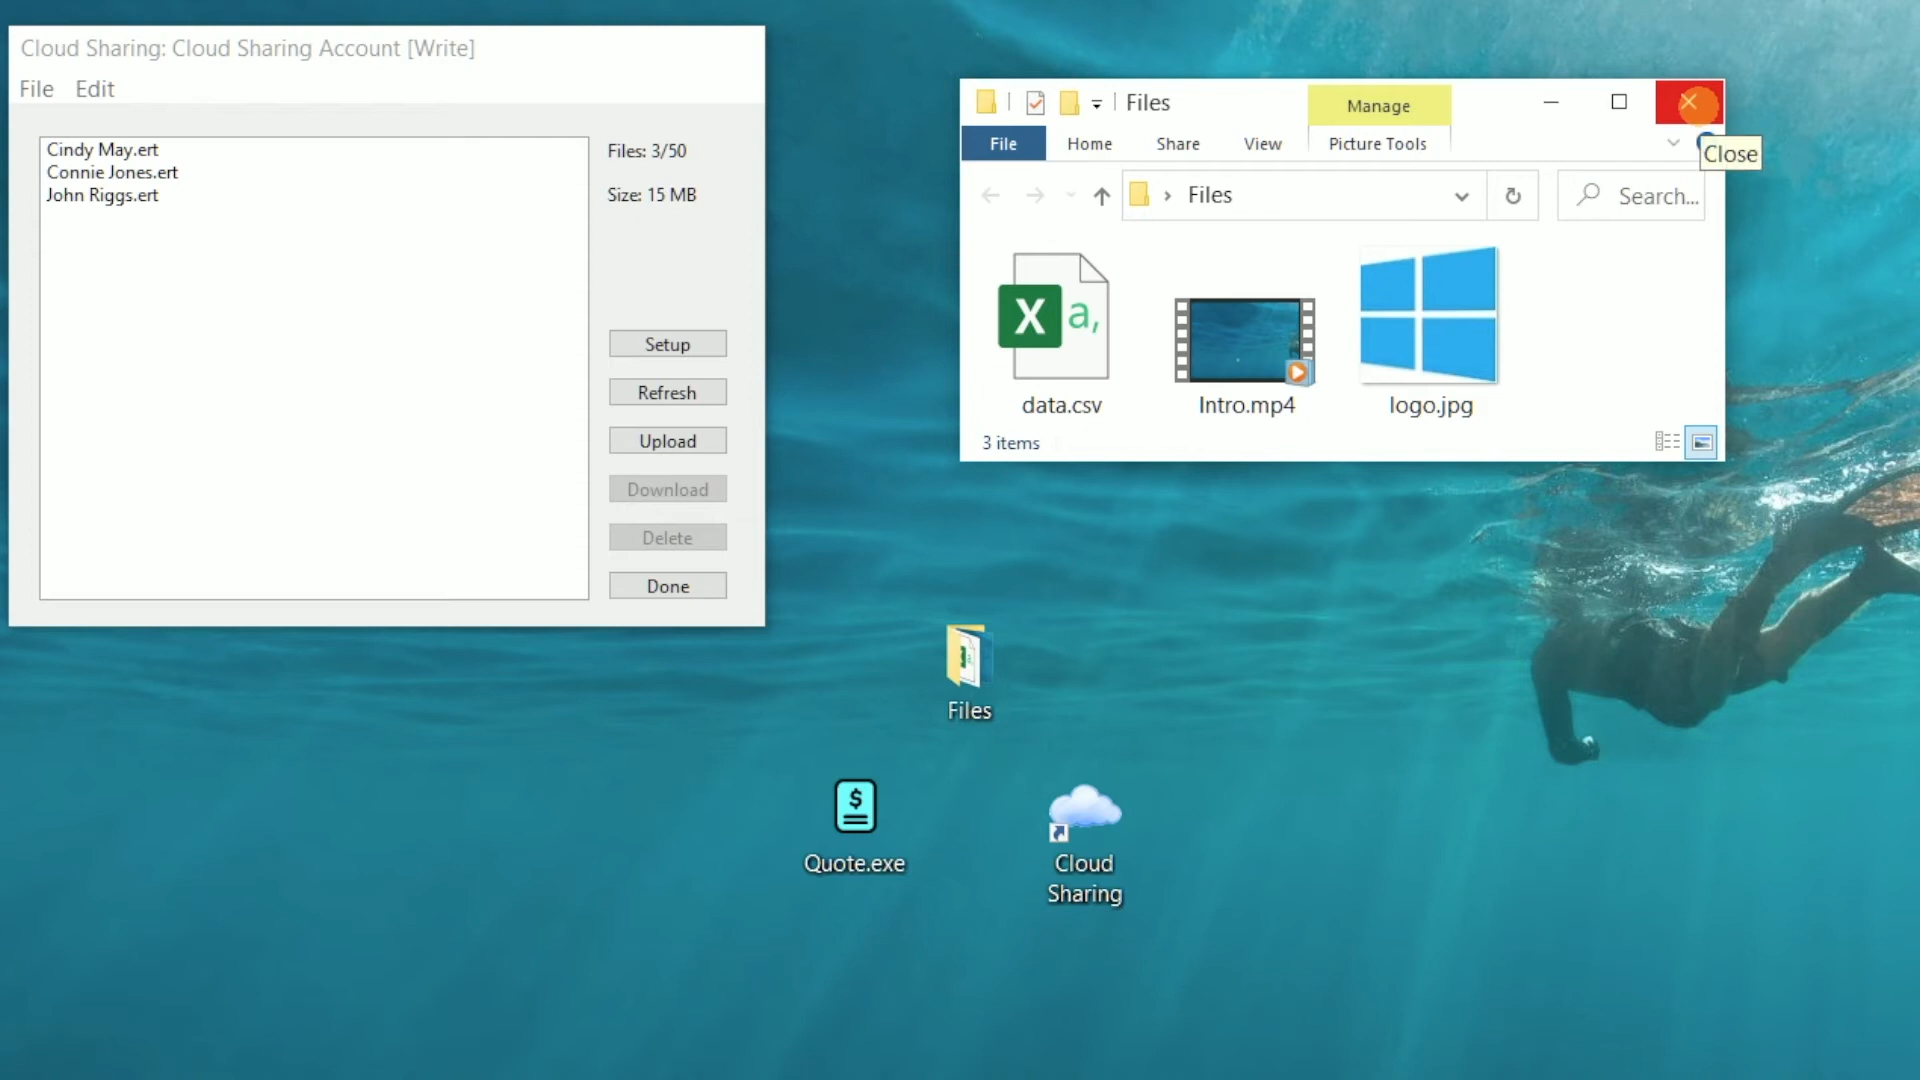 Cloud Sharing: Cloud Sharing Account [Write]
File Edit
Cindy May.ert
Connie Jones.ert
John Riggs.ert
Files: 3/50
Size: 15 MB
Setup
Refresh
Upload
Download
Delete
Done
Files
Manage
File Home Share View Picture Tools
Close
Files
Search...
X a,
data.csv
Intro.mp4
logo.jpg
3 items
Files
$
Quote.exe
Cloud
Sharing